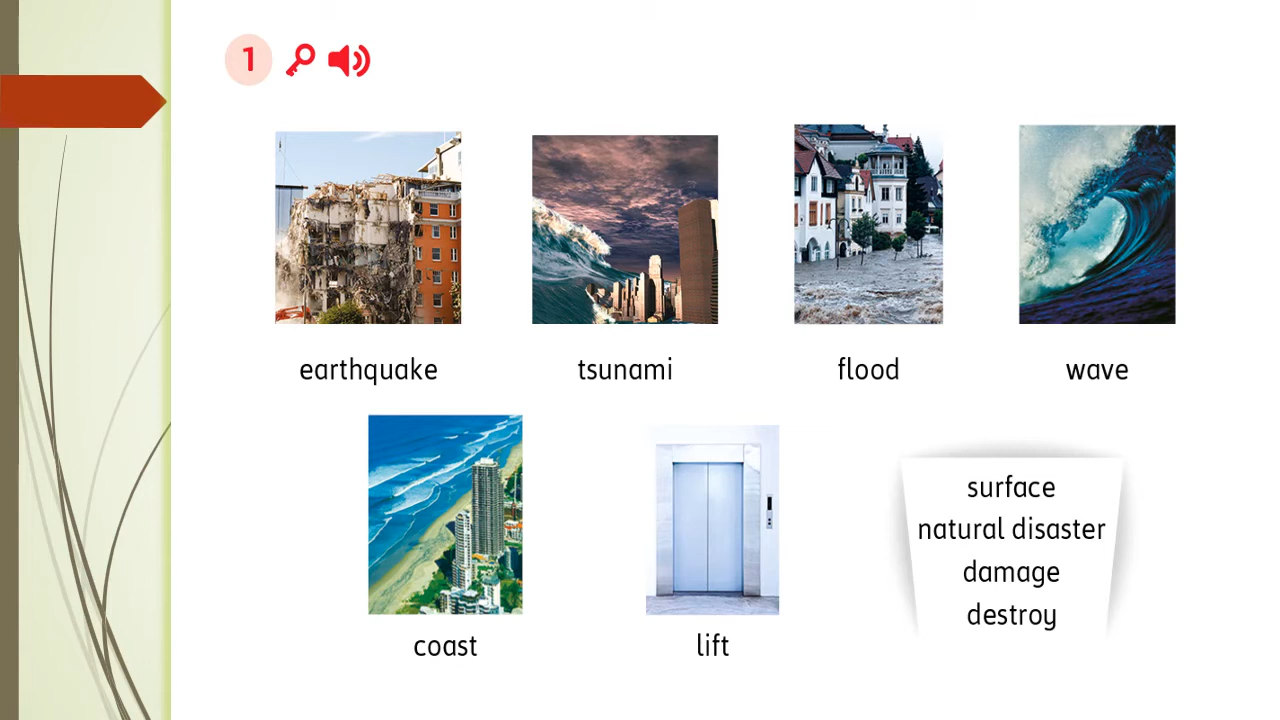 1
earthquake
tsunami
flood
wave
coast
lift
surface
natural disaster
damage
destroy